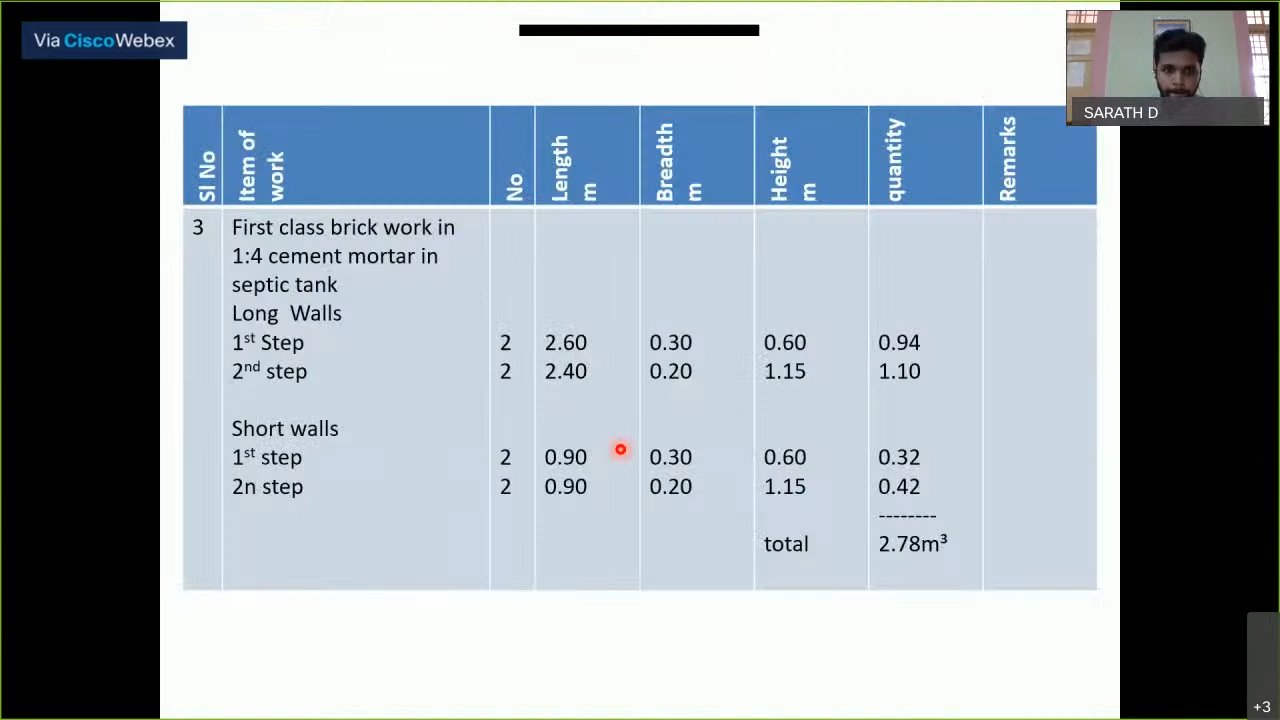 Via CiscoWebex
SARATH D
Sl No Item of work No Length m Breadth m Height m quantity Remarks
3 First class brick work in
1:4 cement mortar in
septic tank
Long Walls
1st Step 2 2.60 0.30 0.60 0.94
2nd step 2 2.40 0.20 1.15 1.10
Short walls
1st step 2 0.90 0.30 0.60 0.32
2n step 2 0.90 0.20 1.15 0.42
--------
total 2.78m³
+3